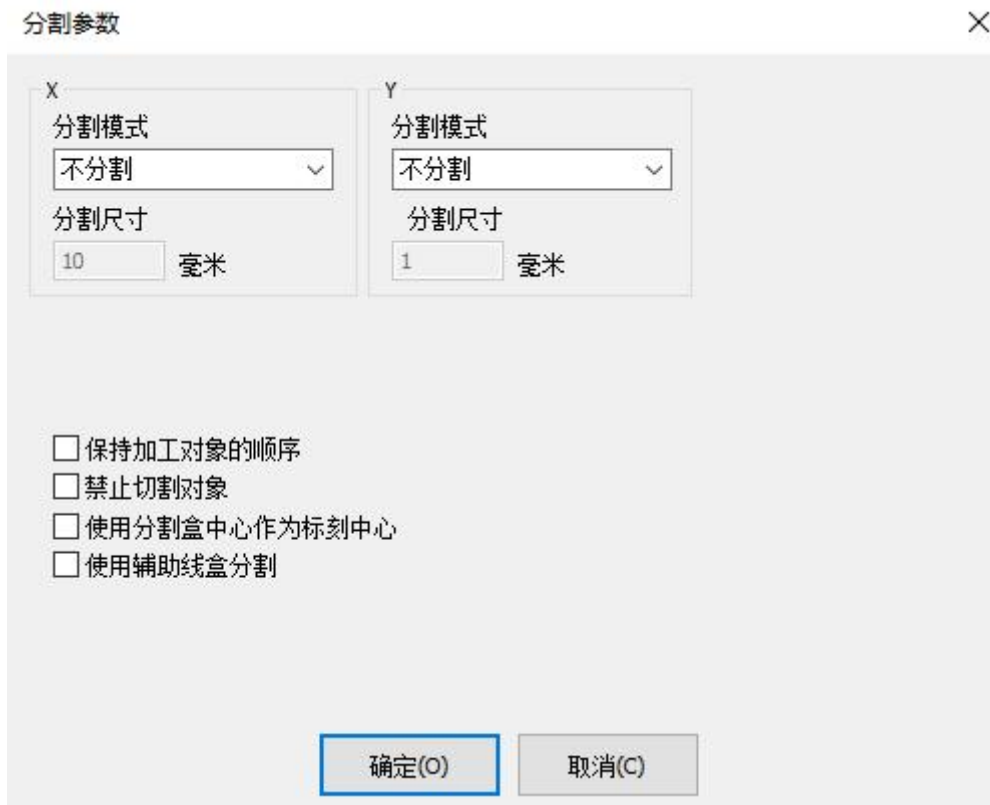 分割参数
X
分割模式
不分割
分割尺寸
10 毫米
Y
分割模式
不分割
分割尺寸
1 毫米
保持加工对象的顺序
禁止切割对象
使用分割盒中心作为标刻中心
使用辅助线盒分割
确定(O)
取消(C)